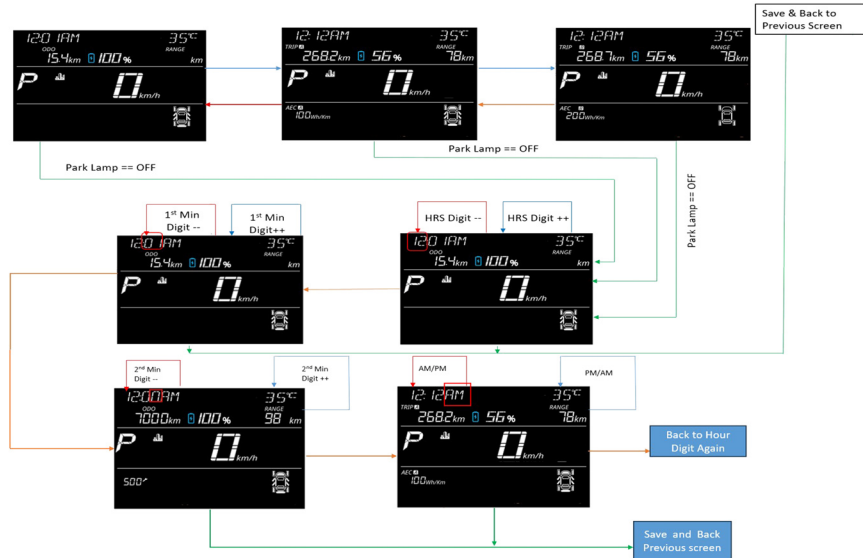 Save & Back to
Previous Screen
12:01AM 35°C
ODO RANGE
15.4km 100% km
P 0 km/h
12:12AM 35°C
TRIP A RANGE
268.2km 56% 78km
P 0 km/h
AEC A
100Wh/Km
12:12AM 35°C
TRIP RANGE
268.7km 56% 78km
P 0 km/h
AEC
200Wh/Km
Park Lamp == OFF
Park Lamp == OFF
Park Lamp == OFF
1st Min
Digit --
1st Min
Digit++
HRS Digit --
HRS Digit ++
12:01AM 35°C
ODO RANGE
15.4km 100% km
P 0 km/h
12:01AM 35°C
ODO RANGE
15.4km 100% km
P 0 km/h
2nd Min
Digit --
2nd Min
Digit ++
AM/PM
PM/AM
12:00AM 35°C
ODO RANGE
7000km 100% 98 km
P 0 km/h
500
12:12AM 35°C
TRIP A RANGE
268.2km 56% 78km
P 0 km/h
AEC A
100Wh/Km
Back to Hour
Digit Again
Save and Back
Previous screen